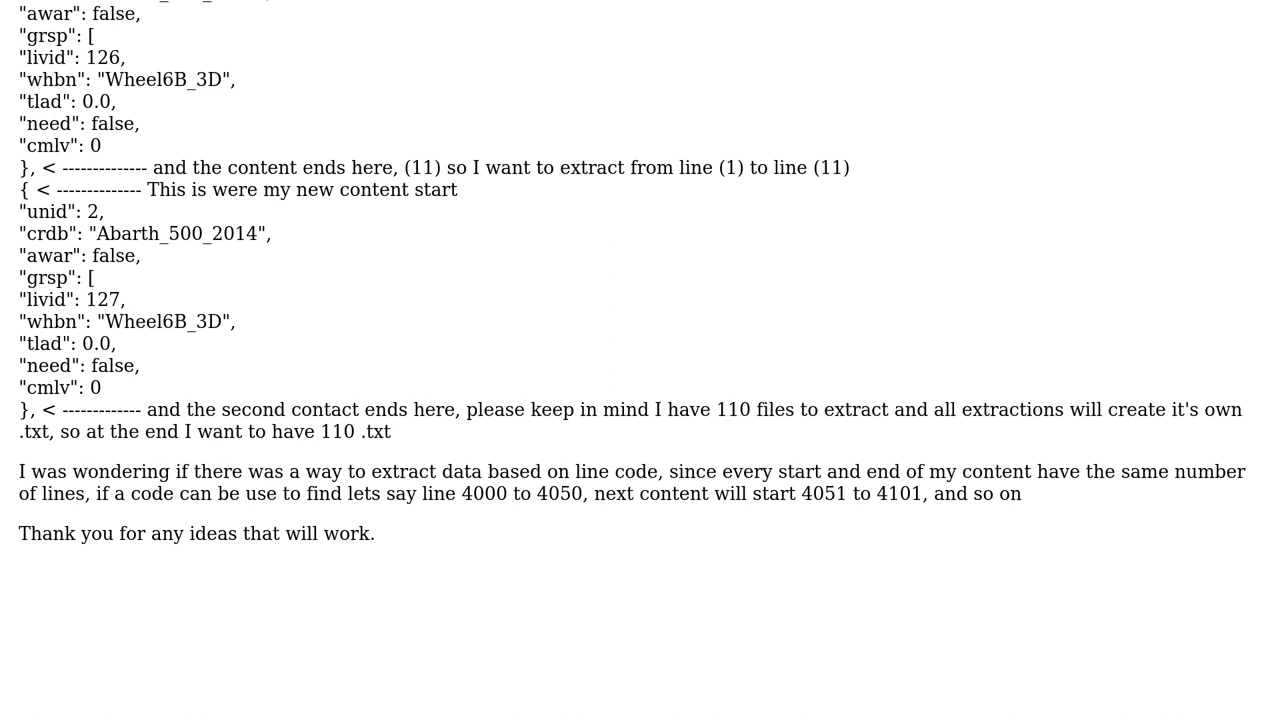 "awar": false,
"grsp": [
"livid": 126,
"whbn": "Wheel6B_3D",
"tlad": 0.0,
"need": false,
"cmlv": 0
}, < -------------- and the content ends here, (11) so I want to extract from line (1) to line (11)
{ < -------------- This is were my new content start
"unid": 2,
"crdb": "Abarth_500_2014",
"awar": false,
"grsp": [
"livid": 127,
"whbn": "Wheel6B_3D",
"tlad": 0.0,
"need": false,
"cmlv": 0
}, < ------------- and the second contact ends here, please keep in mind I have 110 files to extract and all extractions will create it's own
.txt, so at the end I want to have 110 .txt
I was wondering if there was a way to extract data based on line code, since every start and end of my content have the same number
of lines, if a code can be use to find lets say line 4000 to 4050, next content will start 4051 to 4101, and so on
Thank you for any ideas that will work.